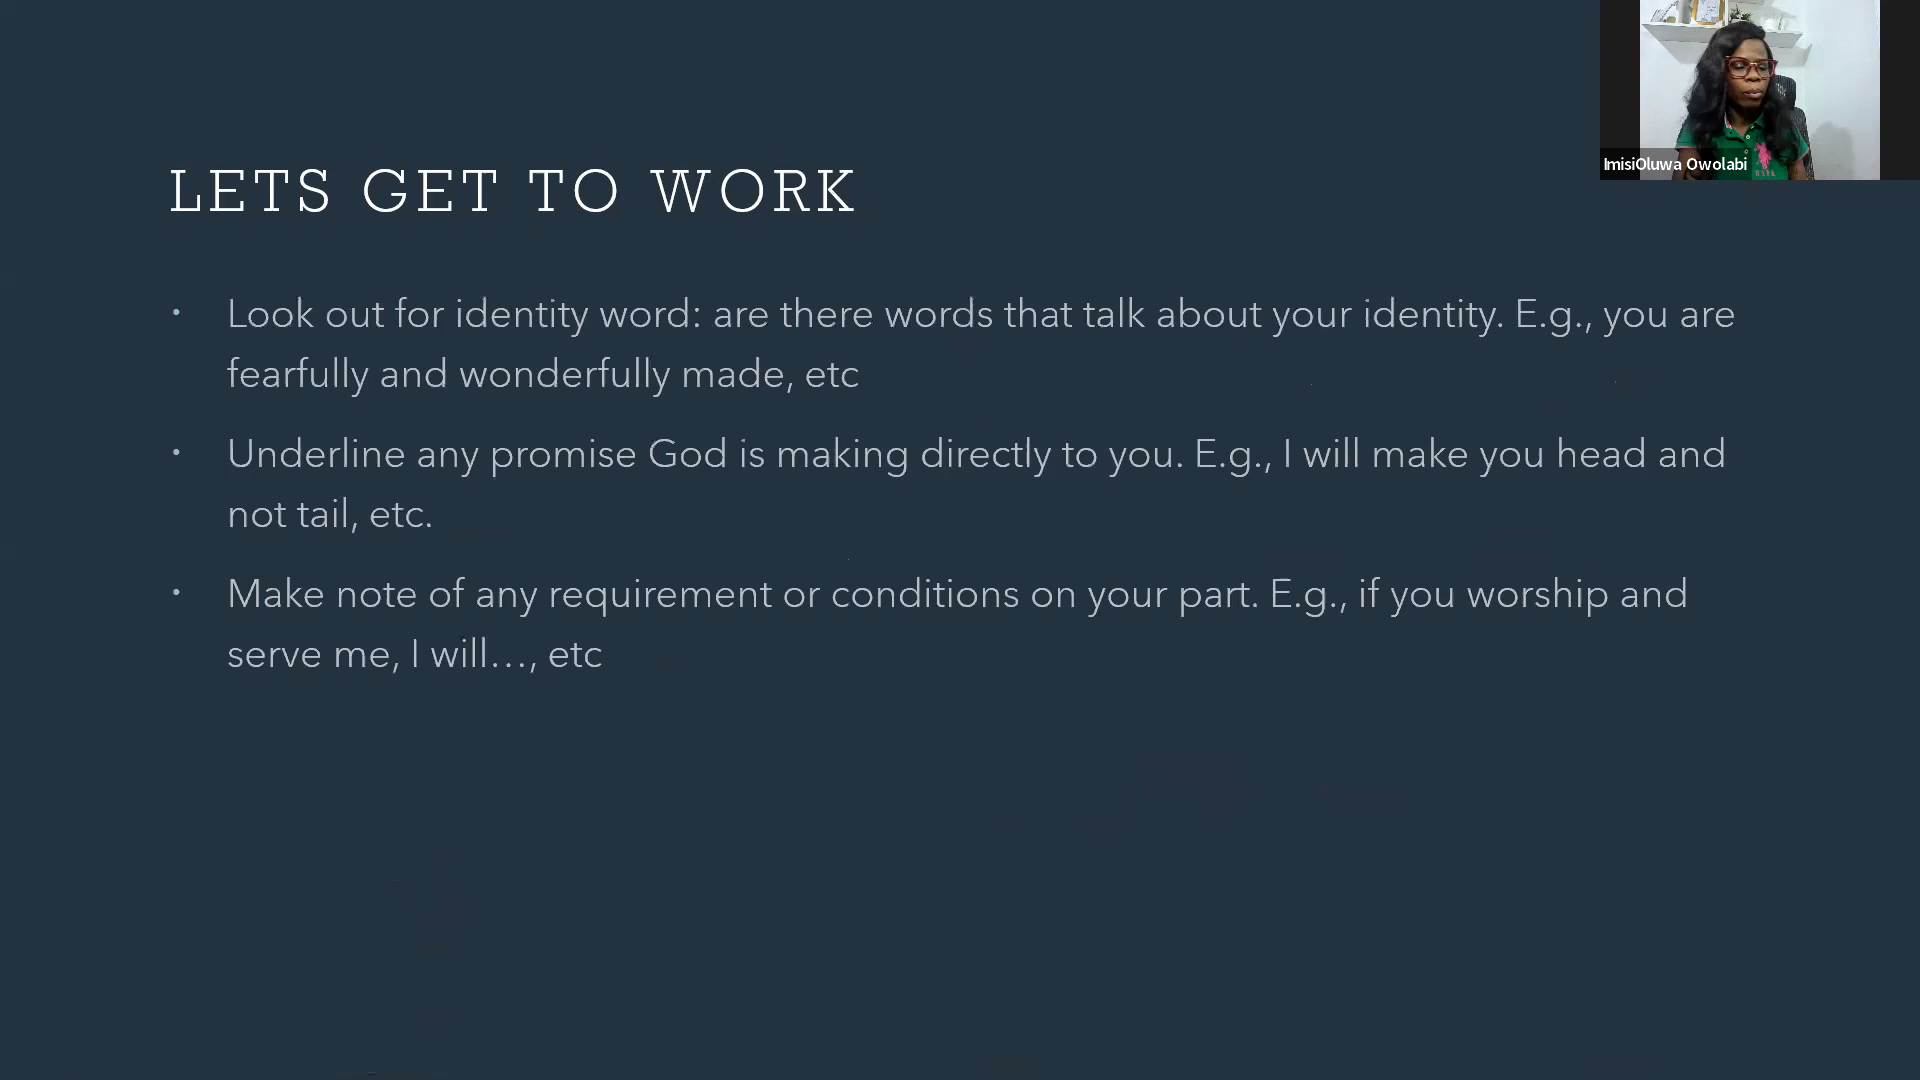 LETS GET TO WORK
• Look out for identity word: are there words that talk about your identity. E.g., you are
fearfully and wonderfully made, etc
• Underline any promise God is making directly to you. E.g., I will make you head and
not tail, etc.
• Make note of any requirement or conditions on your part. E.g., if you worship and
serve me, I will…, etc
ImisiOluwa Owolabi